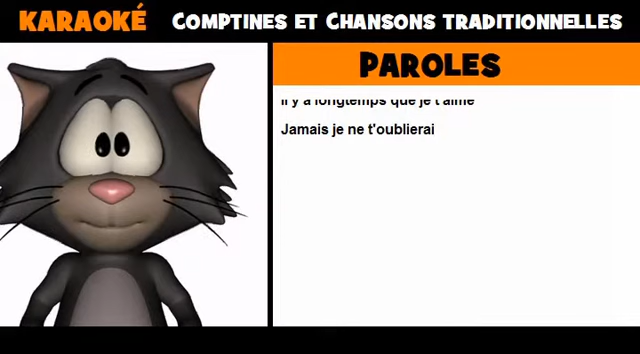 KARAOKÉ COMPTINES ET CHANSONS TRADITIONNELLES
PAROLES
Il y a longtemps que je t'aime
Jamais je ne t'oublierai